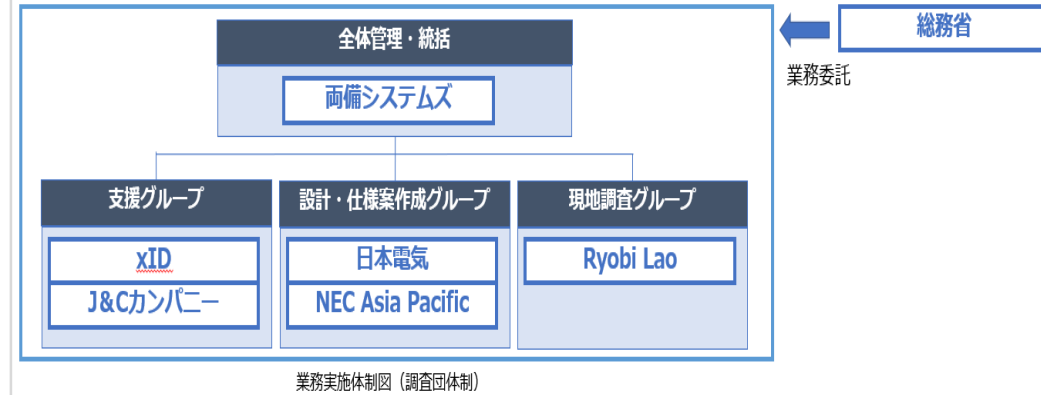 全体管理・統括
総務省
両備システムズ
業務委託
支援グループ
設計・仕様案作成グループ
現地調査グループ
xID
日本電気
Ryobi Lao
J&Cカンパニー
NEC Asia Pacific
業務実施体制図（調査団体制）